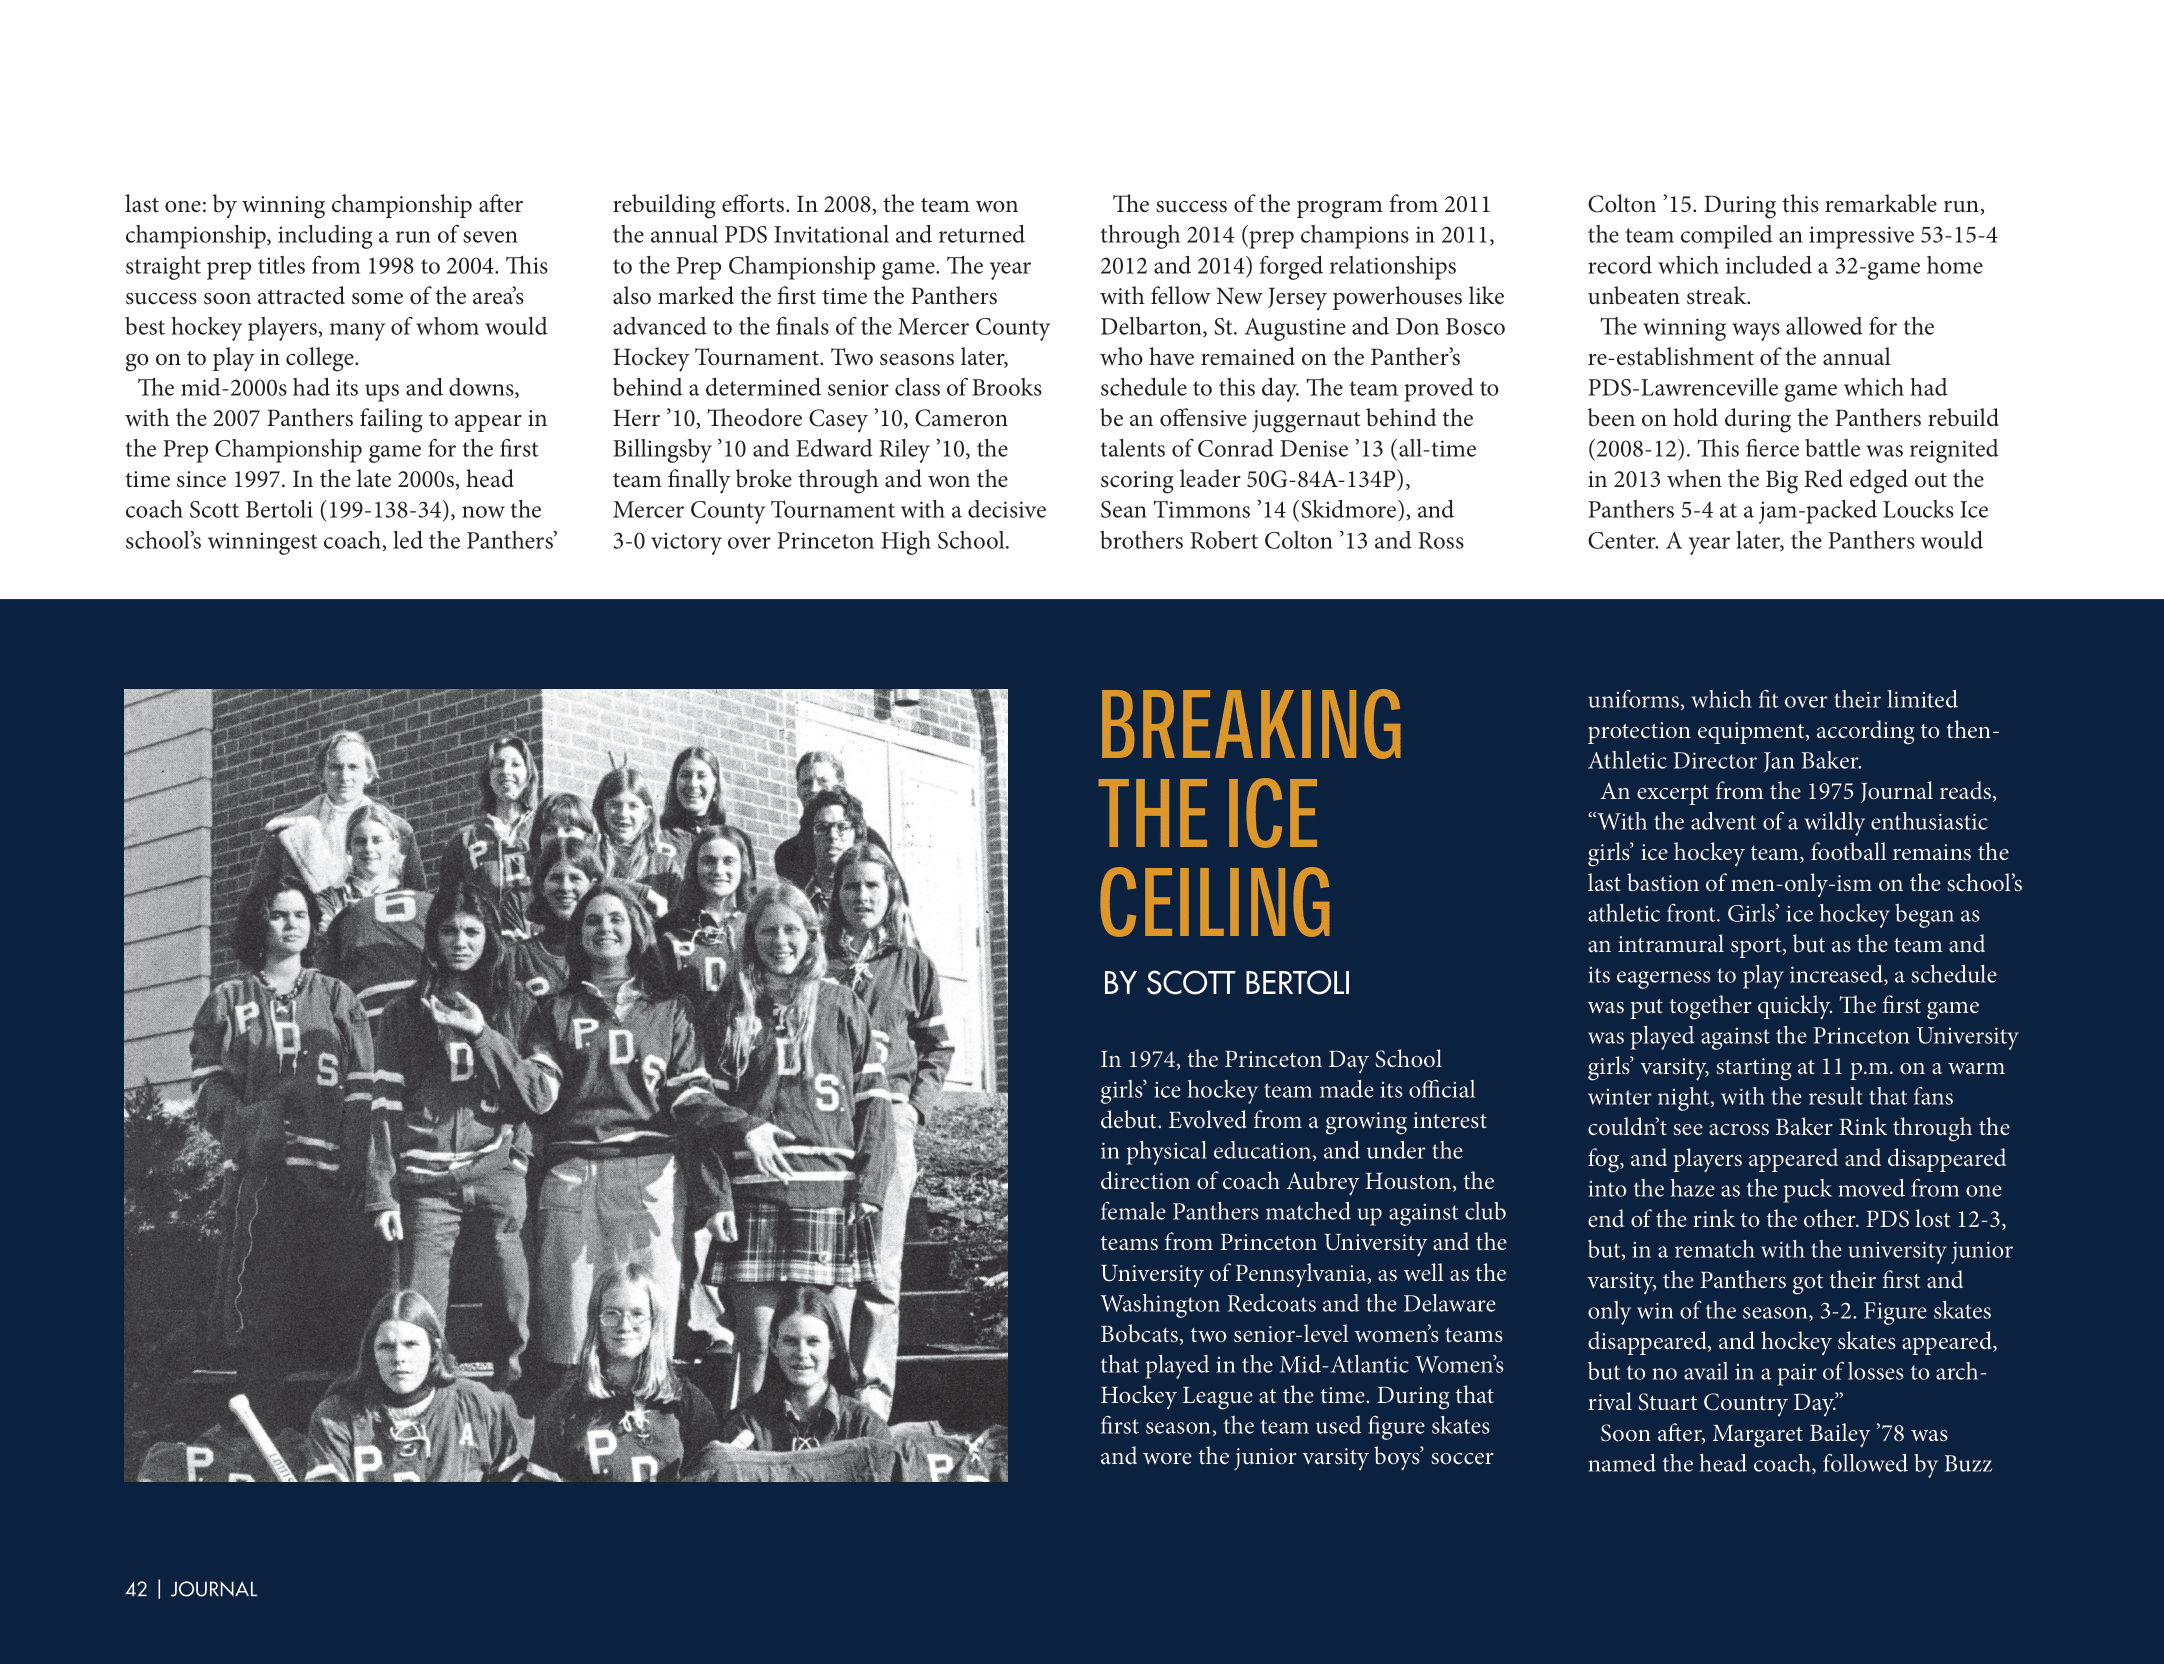 last one: by winning championship after
championship, including a run of seven
straight prep titles from 1998 to 2004. This
success soon attracted some of the area’s
best hockey players, many of whom would
go on to play in college.
The mid-2000s had its ups and downs,
with the 2007 Panthers failing to appear in
the Prep Championship game for the first
time since 1997. In the late 2000s, head
coach Scott Bertoli (199-138-34), now the
school’s winningest coach, led the Panthers’
rebuilding efforts. In 2008, the team won
the annual PDS Invitational and returned
to the Prep Championship game. The year
also marked the first time the Panthers
advanced to the finals of the Mercer County
Hockey Tournament. Two seasons later,
behind a determined senior class of Brooks
Herr ’10, Theodore Casey ’10, Cameron
Billingsby ’10 and Edward Riley ’10, the
team finally broke through and won the
Mercer County Tournament with a decisive
3-0 victory over Princeton High School.
The success of the program from 2011
through 2014 (prep champions in 2011,
2012 and 2014) forged relationships
with fellow New Jersey powerhouses like
Delbarton, St. Augustine and Don Bosco
who have remained on the Panther’s
schedule to this day. The team proved to
be an offensive juggernaut behind the
talents of Conrad Denise ’13 (all-time
scoring leader 50G-84A-134P),
Sean Timmons ’14 (Skidmore), and
brothers Robert Colton ’13 and Ross
Colton ’15. During this remarkable run,
the team compiled an impressive 53-15-4
record which included a 32-game home
unbeaten streak.
The winning ways allowed for the
re-establishment of the annual
PDS-Lawrenceville game which had
been on hold during the Panthers rebuild
(2008-12). This fierce battle was reignited
in 2013 when the Big Red edged out the
Panthers 5-4 at a jam-packed Loucks Ice
Center. A year later, the Panthers would
BREAKING
THE ICE
CEILING
BY SCOTT BERTOLI
In 1974, the Princeton Day School
girls’ ice hockey team made its official
debut. Evolved from a growing interest
in physical education, and under the
direction of coach Aubrey Houston, the
female Panthers matched up against club
teams from Princeton University and the
University of Pennsylvania, as well as the
Washington Redcoats and the Delaware
Bobcats, two senior-level women’s teams
that played in the Mid-Atlantic Women’s
Hockey League at the time. During that
first season, the team used figure skates
and wore the junior varsity boys’ soccer
uniforms, which fit over their limited
protection equipment, according to then-
Athletic Director Jan Baker.
An excerpt from the 1975 Journal reads,
“With the advent of a wildly enthusiastic
girls’ ice hockey team, football remains the
last bastion of men-only-ism on the school’s
athletic front. Girls’ ice hockey began as
an intramural sport, but as the team and
its eagerness to play increased, a schedule
was put together quickly. The first game
was played against the Princeton University
girls’ varsity, starting at 11 p.m. on a warm
winter night, with the result that fans
couldn’t see across Baker Rink through the
fog, and players appeared and disappeared
into the haze as the puck moved from one
end of the rink to the other. PDS lost 12-3,
but, in a rematch with the university junior
varsity, the Panthers got their first and
only win of the season, 3-2. Figure skates
disappeared, and hockey skates appeared,
but to no avail in a pair of losses to arch-
rival Stuart Country Day.”
Soon after, Margaret Bailey ’78 was
named the head coach, followed by Buzz
P.D.S.
P.D.S.
42 | JOURNAL